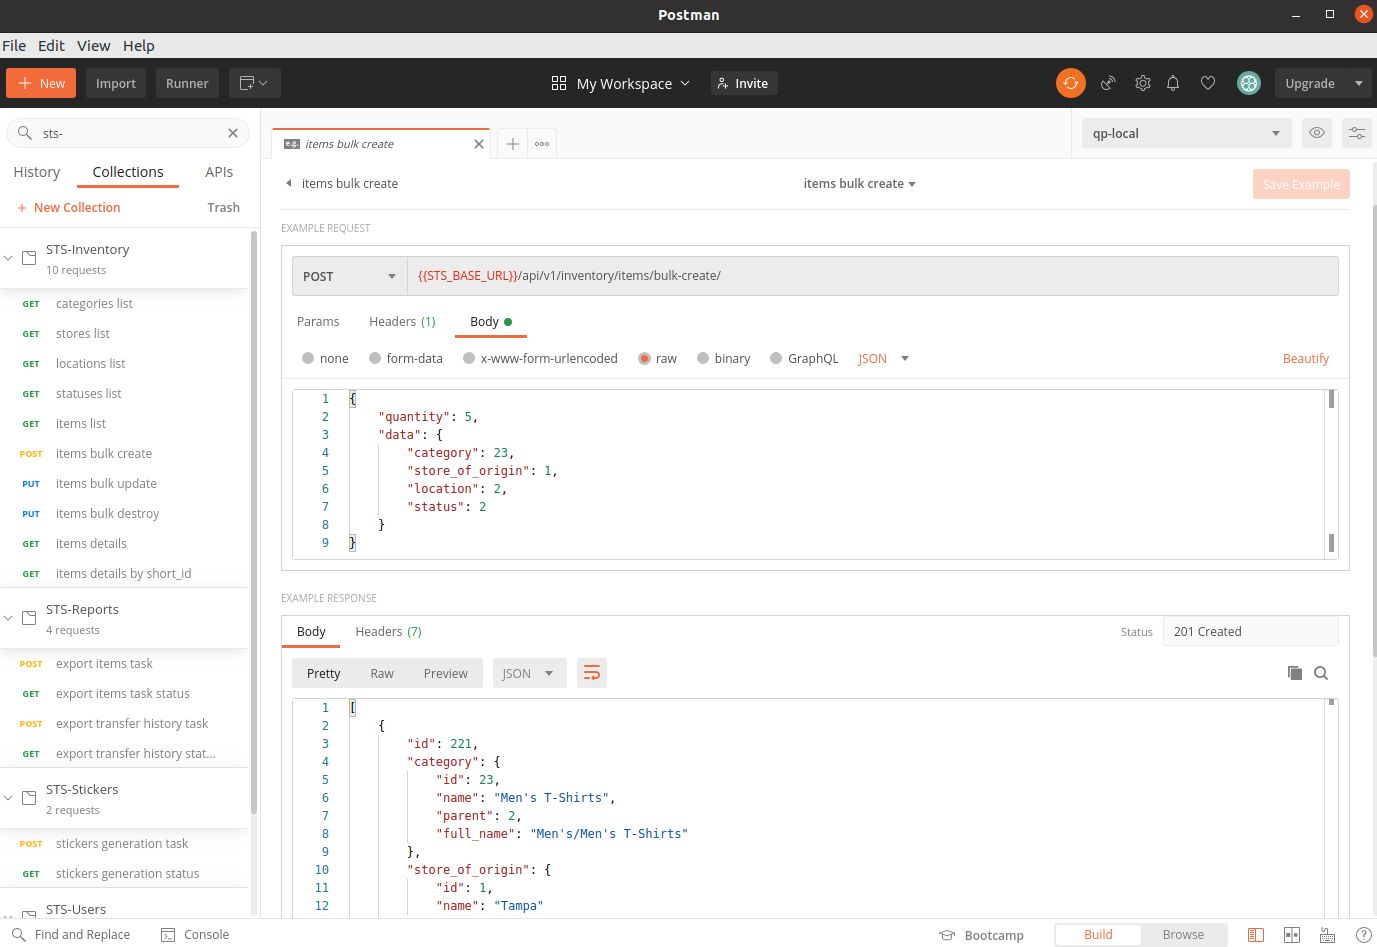 Postman
File Edit View Help
New Import Runner My Workspace Invite Upgrade
sts-
History Collections APIs
+ New Collection Trash
STS-Inventory
10 requests
GET categories list
GET stores list
GET locations list
GET statuses list
GET items list
POST items bulk create
PUT items bulk update
PUT items bulk destroy
GET items details
GET items details by short_id
STS-Reports
4 requests
POST export items task
GET export items task status
POST export transfer history task
GET export transfer history stat...
STS-Stickers
2 requests
POST stickers generation task
GET stickers generation status
STS-Users
e.g. items bulk create
qp-local
items bulk create
items bulk create
Save Example
EXAMPLE REQUEST
POST {{STS_BASE_URL}}/api/v1/inventory/items/bulk-create/
Params Headers (1) Body
none form-data x-www-form-urlencoded raw binary GraphQL JSON Beautify
1 {
2 "quantity": 5,
3 "data": {
4 "category": 23,
5 "store_of_origin": 1,
6 "location": 2,
7 "status": 2
8 }
9 }
EXAMPLE RESPONSE
Body Headers (7) Status 201 Created
Pretty Raw Preview JSON
1 [
2 {
3 "id": 221,
4 "category": {
5 "id": 23,
6 "name": "Men's T-Shirts",
7 "parent": 2,
8 "full_name": "Men's/Men's T-Shirts"
9 },
10 "store_of_origin": {
11 "id": 1,
12 "name": "Tampa"
Find and Replace Console Bootcamp Build Browse